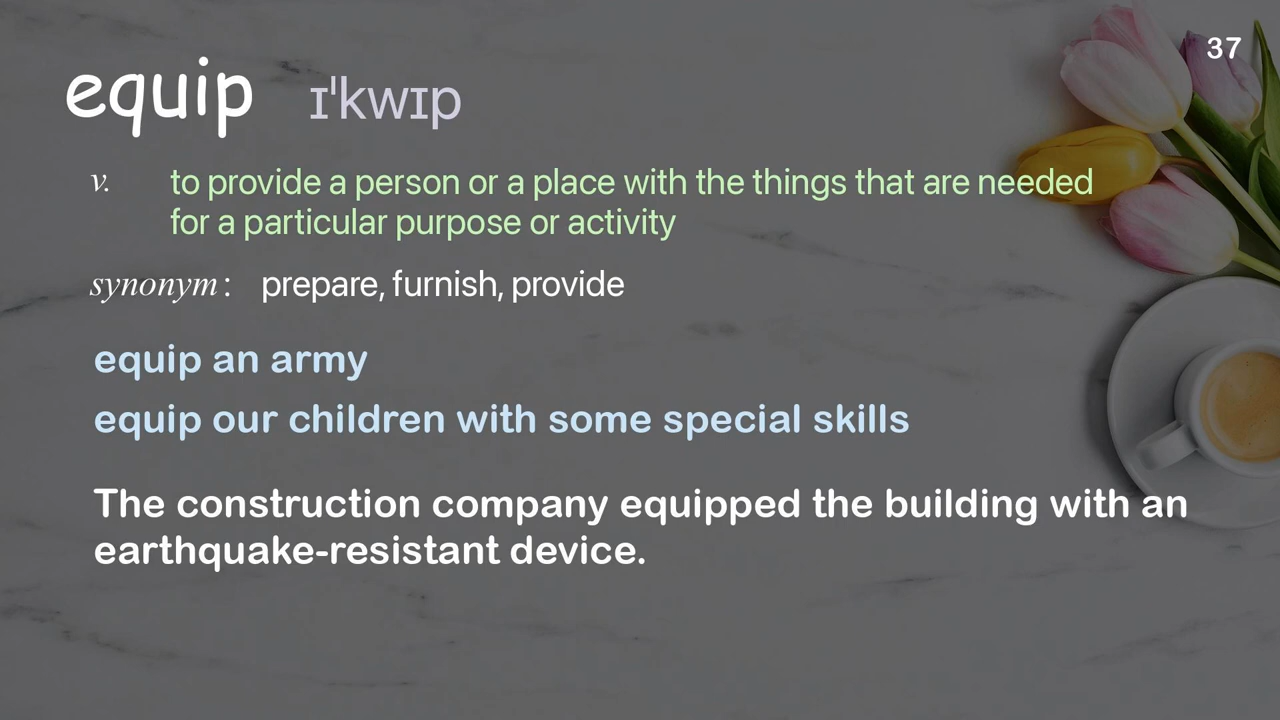 37
equip ɪˈkwɪp
v. to provide a person or a place with the things that are needed
for a particular purpose or activity
synonym : prepare, furnish, provide
equip an army
equip our children with some special skills
The construction company equipped the building with an
earthquake-resistant device.